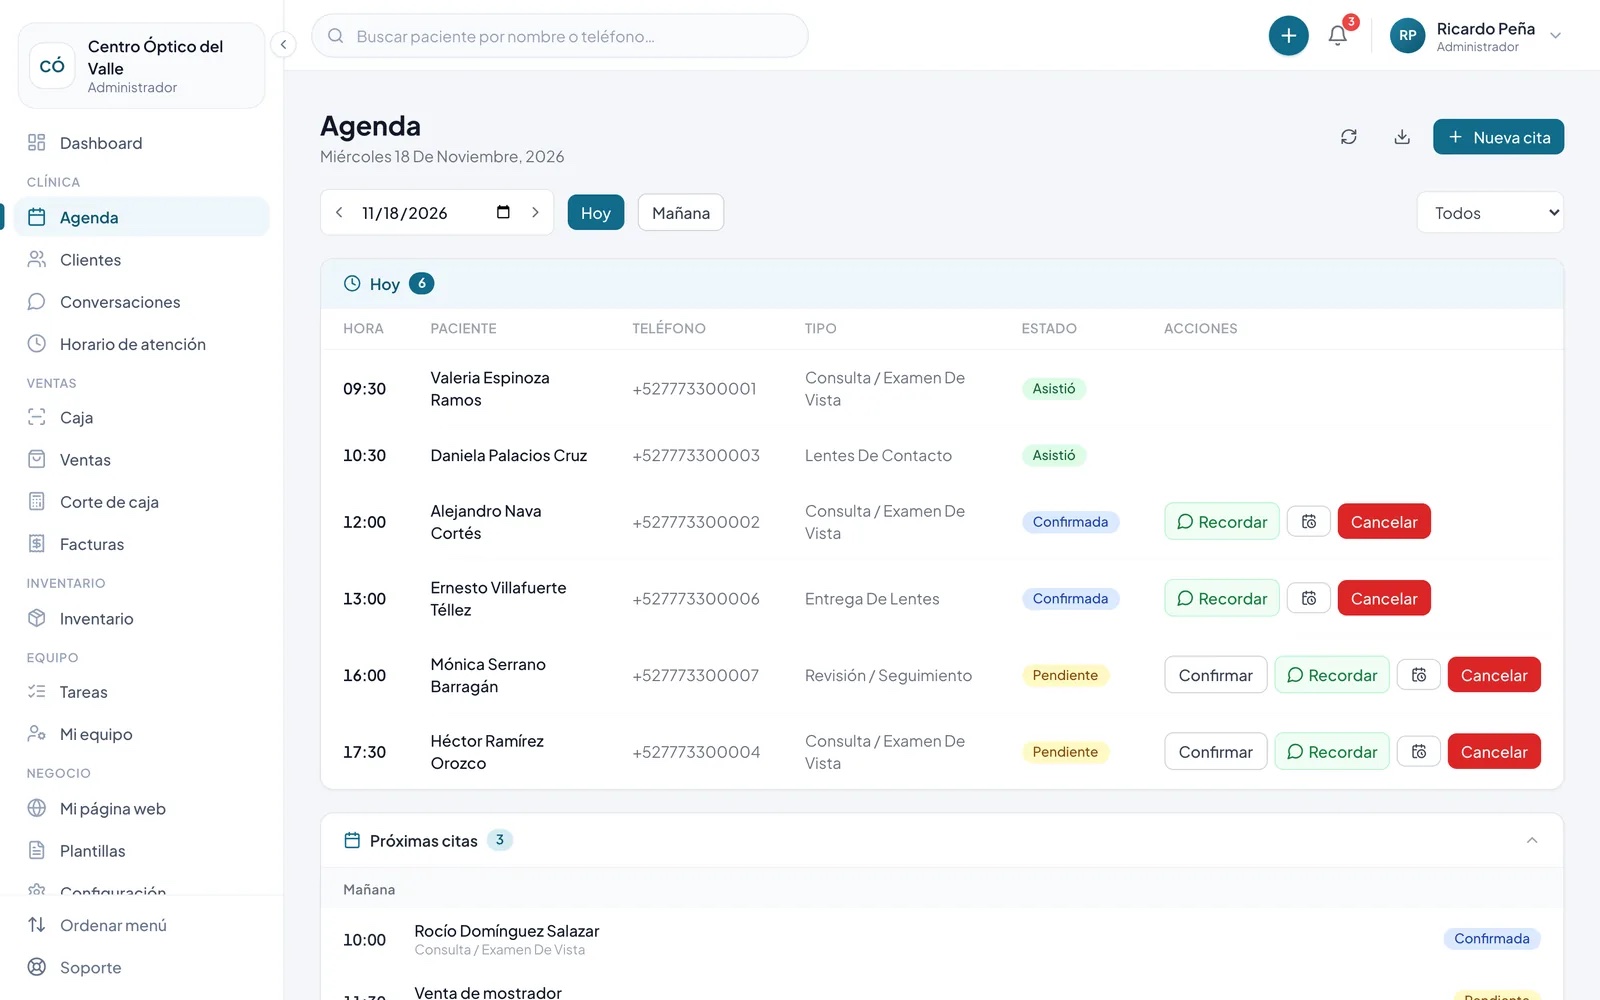 CÓ
Centro Óptico del
Valle
Administrador
Buscar paciente por nombre o teléfono...
3
RP
Ricardo Peña
Administrador
Dashboard
CLÍNICA
Agenda
Clientes
Conversaciones
Horario de atención
VENTAS
Caja
Ventas
Corte de caja
Facturas
INVENTARIO
Inventario
EQUIPO
Tareas
Mi equipo
NEGOCIO
Mi página web
Plantillas
Configuración
Ordenar menú
Soporte
Agenda
Miércoles 18 De Noviembre, 2026
Nueva cita
11/18/2026
Hoy
Mañana
Todos
Hoy 6
HORA PACIENTE TELÉFONO TIPO ESTADO ACCIONES
09:30 Valeria Espinoza Ramos +527773300001 Consulta / Examen De Vista Asistió
10:30 Daniela Palacios Cruz +527773300003 Lentes De Contacto Asistió
12:00 Alejandro Nava Cortés +527773300002 Consulta / Examen De Vista Confirmada Recordar Cancelar
13:00 Ernesto Villafuerte Téllez +527773300006 Entrega De Lentes Confirmada Recordar Cancelar
16:00 Mónica Serrano Barragán +527773300007 Revisión / Seguimiento Pendiente Confirmar Recordar Cancelar
17:30 Héctor Ramírez Orozco +527773300004 Consulta / Examen De Vista Pendiente Confirmar Recordar Cancelar
Próximas citas 3
Mañana
10:00 Rocío Domínguez Salazar Confirmada
Consulta / Examen De Vista
11:30 Venta de mostrador Pendiente